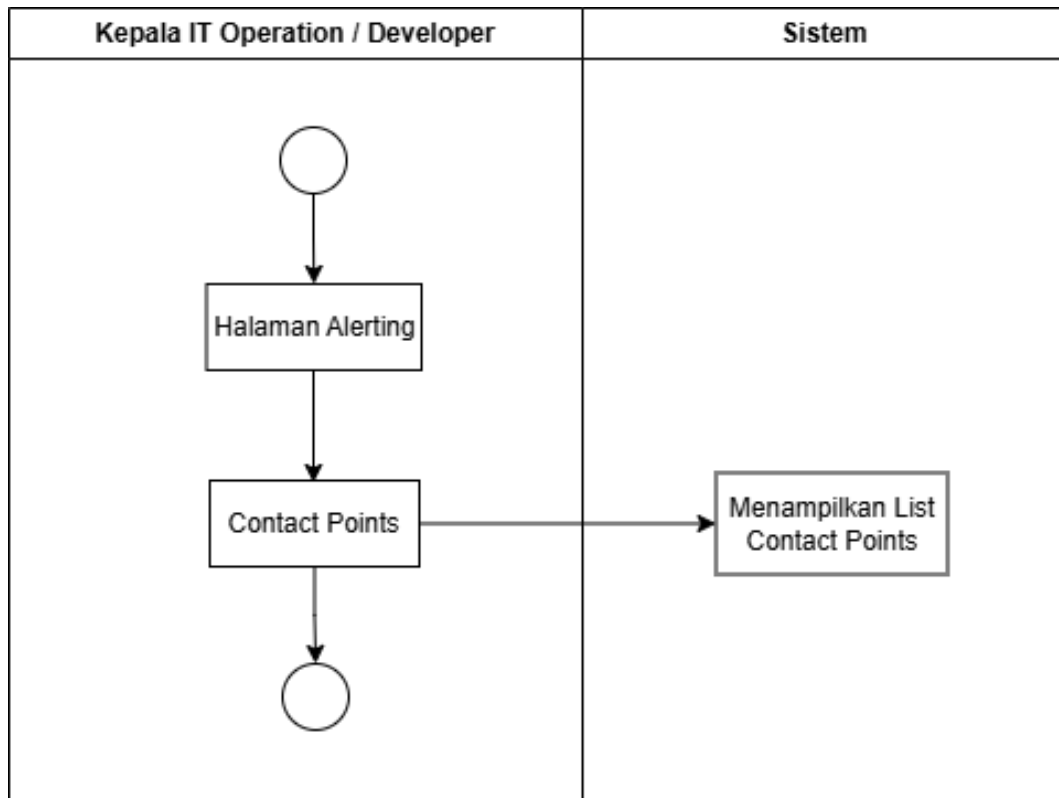 Kepala IT Operation / Developer
Sistem
Halaman Alerting
Contact Points
Menampilkan List
Contact Points